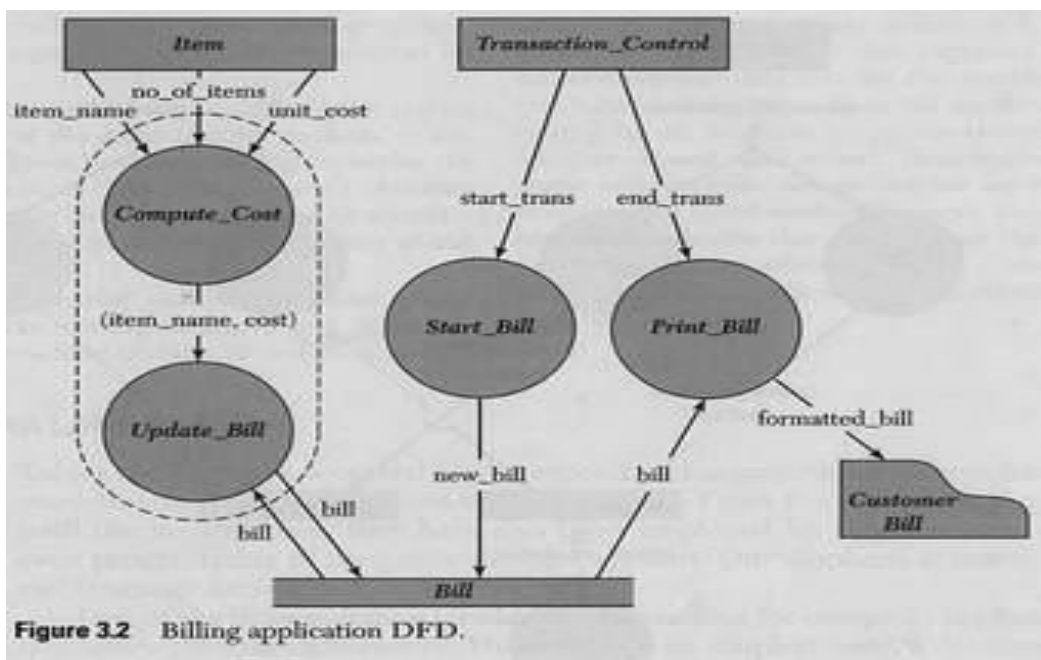 Item
Transaction_Control
no_of_items
item_name
unit_cost
Compute_Cost
start_trans
end_trans
(item_name, cost)
Start_Bill
Print_Bill
Update_Bill
formatted_bill
new_bill
bill
bill
bill
Customer
Bill
Bill
Figure 3.2 Billing application DFD.